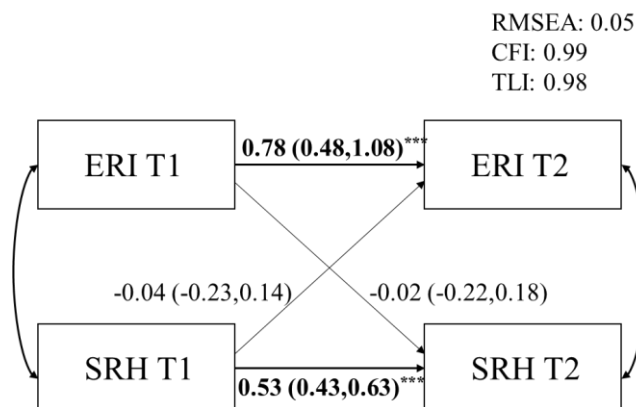 RMSEA: 0.05
CFI: 0.99
TLI: 0.98
ERI T1
0.78 (0.48,1.08)***
ERI T2
-0.04 (-0.23,0.14)
-0.02 (-0.22,0.18)
SRH T1
0.53 (0.43,0.63)***
SRH T2